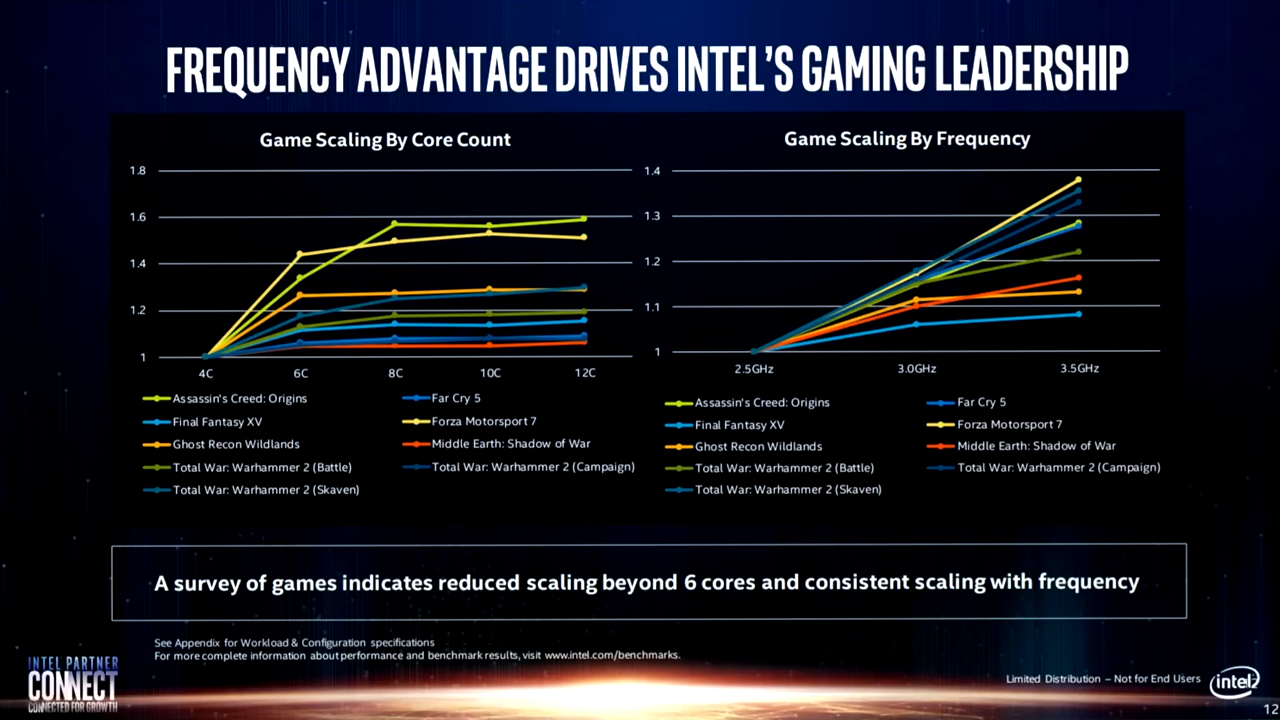 FREQUENCY ADVANTAGE DRIVES INTEL'S GAMING LEADERSHIP
Game Scaling By Core Count
1.8
1.6
1.4
1.2
1
4C 6C 8C 10C 12C
Assassin's Creed: Origins Far Cry 5
Final Fantasy XV Forza Motorsport 7
Ghost Recon Wildlands Middle Earth: Shadow of War
Total War: Warhammer 2 (Battle) Total War: Warhammer 2 (Campaign)
Total War: Warhammer 2 (Skaven)
Game Scaling By Frequency
1.4
1.3
1.2
1.1
1
2.5GHz 3.0GHz 3.5GHz
Assassin's Creed: Origins Far Cry 5
Final Fantasy XV Forza Motorsport 7
Ghost Recon Wildlands Middle Earth: Shadow of War
Total War: Warhammer 2 (Battle) Total War: Warhammer 2 (Campaign)
Total War: Warhammer 2 (Skaven)
A survey of games indicates reduced scaling beyond 6 cores and consistent scaling with frequency
See Appendix for Workload & Configuration specifications
For more complete information about performance and benchmark results, visit www.intel.com/benchmarks.
INTEL PARTNER
CONNECT
CONNECTED FOR GROWTH
Limited Distribution – Not for End Users
intel
12